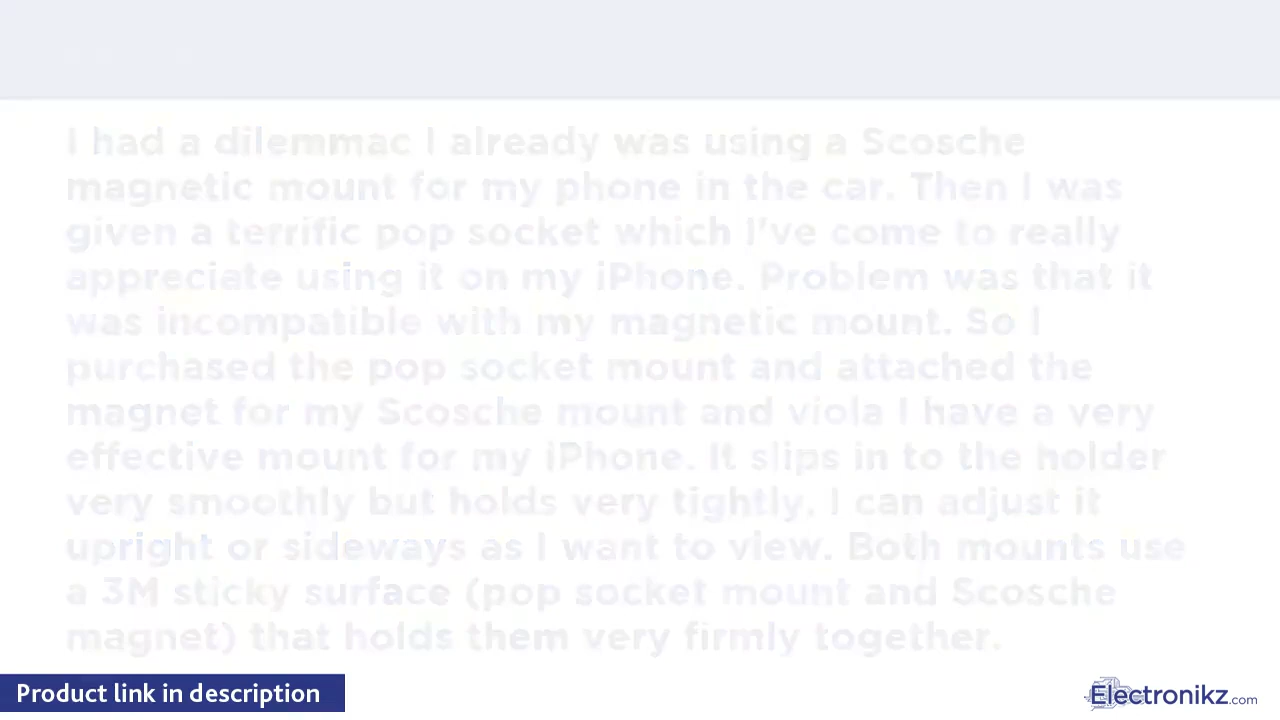 I had a dilemmac I already was using a Scosche
magnetic mount for my phone in the car. Then I was
given a terrific pop socket which I've come to really
appreciate using it on my iPhone. Problem was that it
was incompatible with my magnetic mount. So I
purchased the pop socket mount and attached the
magnet for my Scosche mount and viola I have a very
effective mount for my iPhone. It slips in to the holder
very smoothly but holds very tightly. I can adjust it
upright or sideways as I want to view. Both mounts use
a 3M sticky surface (pop socket mount and Scosche
magnet) that holds them very firmly together.
Product link in description
Electronikz.com